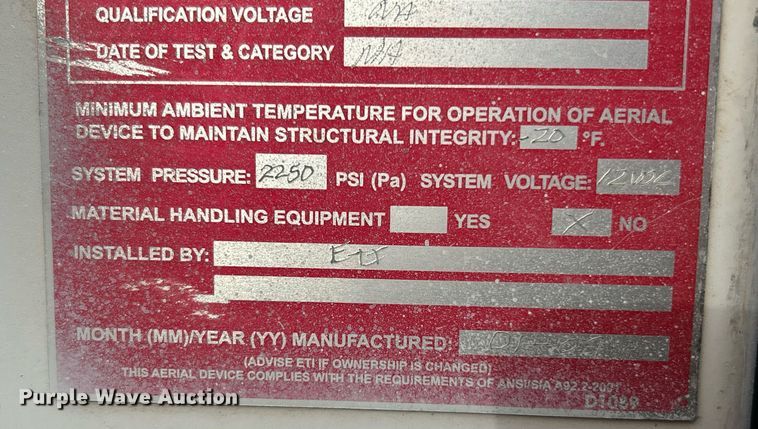 QUALIFICATION VOLTAGE NA
DATE OF TEST & CATEGORY NA
MINIMUM AMBIENT TEMPERATURE FOR OPERATION OF AERIAL
DEVICE TO MAINTAIN STRUCTURAL INTEGRITY: -20 °F.
SYSTEM PRESSURE: 2250 PSI (Pa) SYSTEM VOLTAGE: 12VDC
MATERIAL HANDLING EQUIPMENT YES X NO
INSTALLED BY: ETI
MONTH (MM)/YEAR (YY) MANUFACTURED:
(ADVISE ETI IF OWNERSHIP IS CHANGED)
THIS AERIAL DEVICE COMPLIES WITH THE REQUIREMENTS OF ANSI/SIA A92.2-2001
D1088
Purple Wave Auction